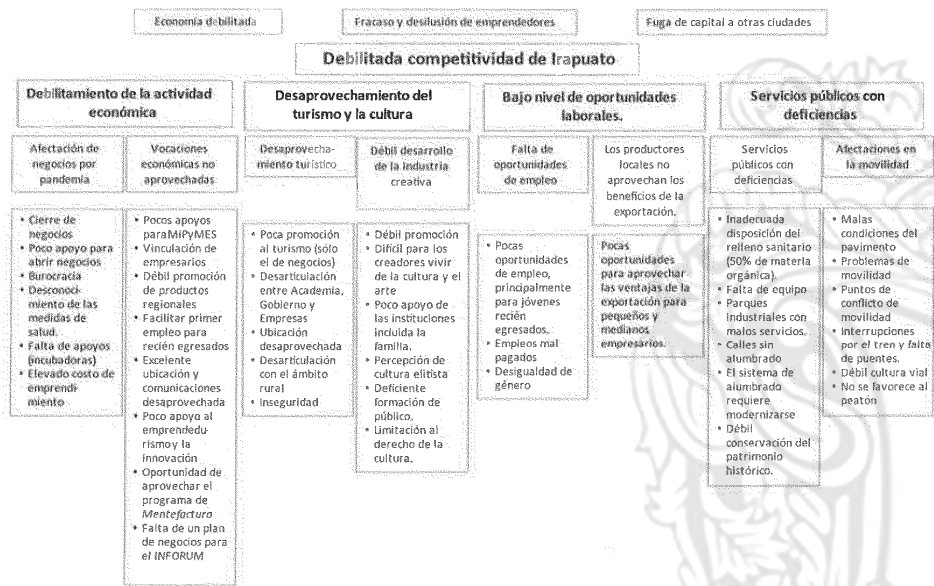 Economía debilitada
Fracaso y desilusión de emprendedores
Fuga de capital a otras ciudades
Debilitada competividad de Irapuato
Debilitamiento de la actividad
económica
Desaprovechamiento del
turismo y la cultura
Bajo nivel de oportunidades
laborales.
Servicios públicos con
deficiencias
Afectación de
negocios por
pandemia
Vocaciones
económicas no
aprovechadas
Desaprovecha-
miento turístico
Débil desarrollo
de la industria
creativa
Falta de
oportunidades
de empleo
Los productores
locales no
aprovechan los
beneficios de la
exportación.
Servicios
públicos con
deficiencias
Afectaciones en
la movilidad
• Cierre de
negocios
• Poco apoyo para
abrir negocios
• Burocracia
• Desconoci-
miento de las
medidas de
salud.
• Falta de apoyos
(incubadoras)
• Elevado costo de
emprendi-
miento
• Pocos apoyos
paraMiPyMES
• Vinculación de
empresarios
• Débil promoción
de productos
regionales
• Facilitar primer
empleo para
recién egresados
• Excelente
ubicación y
comunicaciones
desaprovechada
• Poco apoyo al
emprendedu
rismo y la
innovación
• Oportunidad de
aprovechar el
programa de
Mentefactura
• Falta de un plan
de negocios para
el INFORUM
• Poca promoción
al turismo (sólo
el de negocios)
• Desarticulación
entre Academia,
Gobierno y
Empresas
• Ubicación
desaprovechada
• Desarticulación
con el ámbito
rural
• Inseguridad
• Débil promoción
• Difícil para los
creadores vivir
de la cultura y el
arte
• Poco apoyo de
las instituciones
incluida la
familia.
• Percepción de
cultura elitista
• Deficiente
formación de
público.
• Limitación al
derecho de la
cultura.
• Pocas
oportunidades
de empleo,
principalmente
para jóvenes
recién
egresados.
• Empleos mal
pagados
• Desigualdad de
género
Pocas
oportunidades
para aprovechar
las ventajas de la
exportación para
pequeños y
medianos
empresarios.
• Inadecuada
disposición del
relleno sanitario
(50% de materia
orgánica).
• Falta de equipo
• Parques
industriales con
malos servicios.
• Calles sin
alumbrado
• El sistema de
alumbrado
requiere
modernizarse
• Débil
conservación del
patrimonio
histórico.
• Malas
condiciones del
pavimento
• Problemas de
movilidad
• Puntos de
conflicto de
movilidad
• Interrupciones
por el tren y falta
de puentes.
• Débil cultura vial
• No se favorece al
peatón